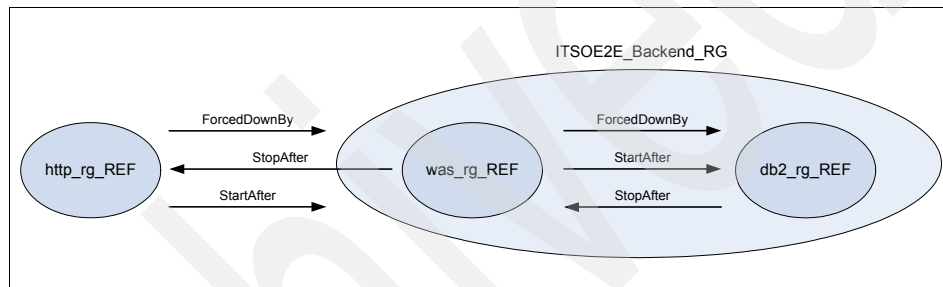 ITSOE2E_Backend_RG
ForcedDownBy
ForcedDownBy
http_rg_REF
StopAfter
was_rg_REF
StartAfter
db2_rg_REF
StartAfter
StopAfter